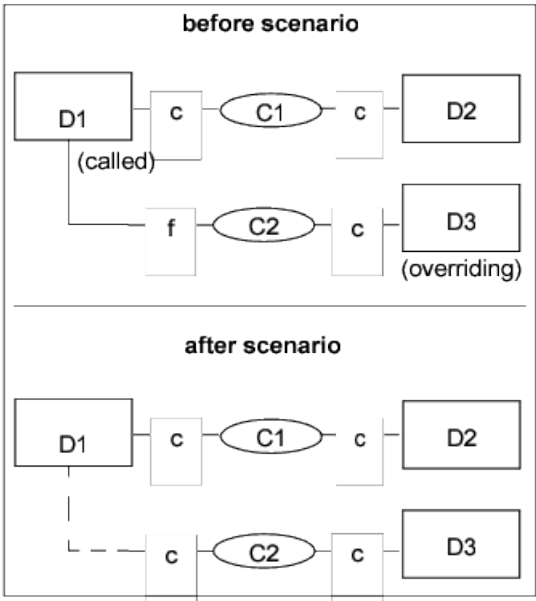 before scenario
D1 c C1 c D2
(called)
f C2 c D3
(overriding)
after scenario
D1 c C1 c D2
c C2 c D3